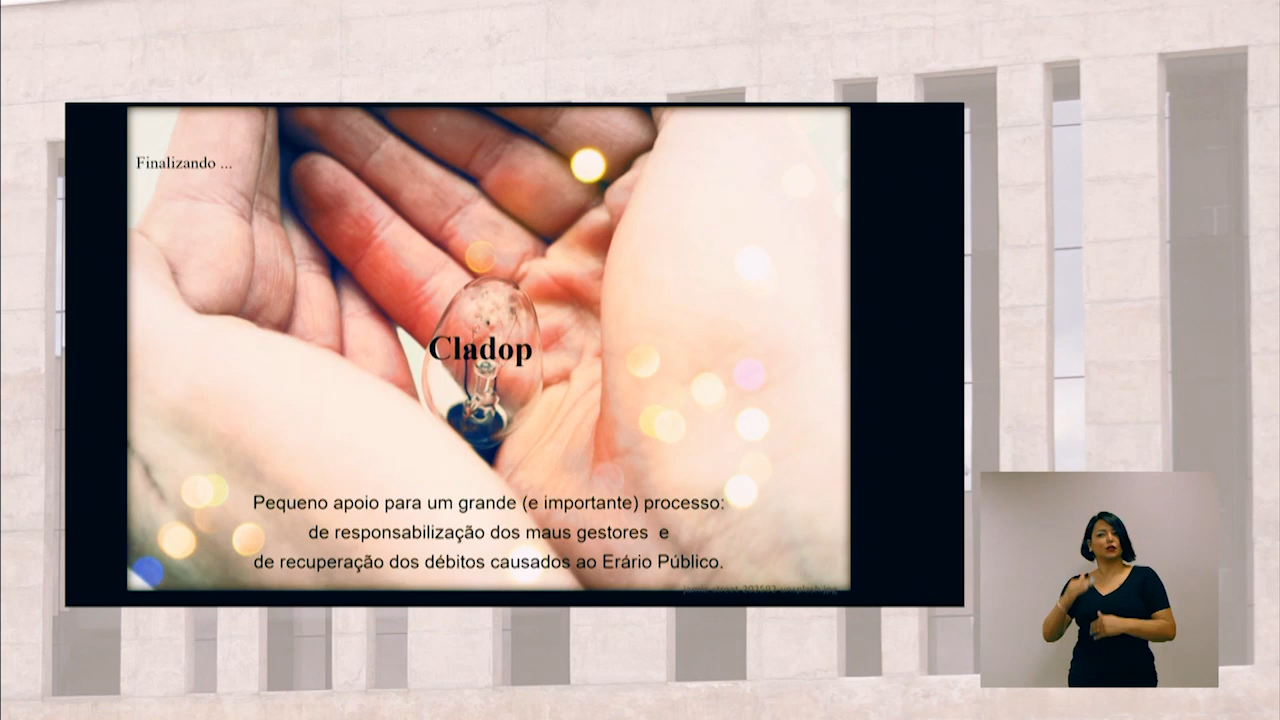 Finalizando ...
Cladop
Pequeno apoio para um grande (e importante) processo:
de responsabilização dos maus gestores e
de recuperação dos débitos causados ao Erário Público.